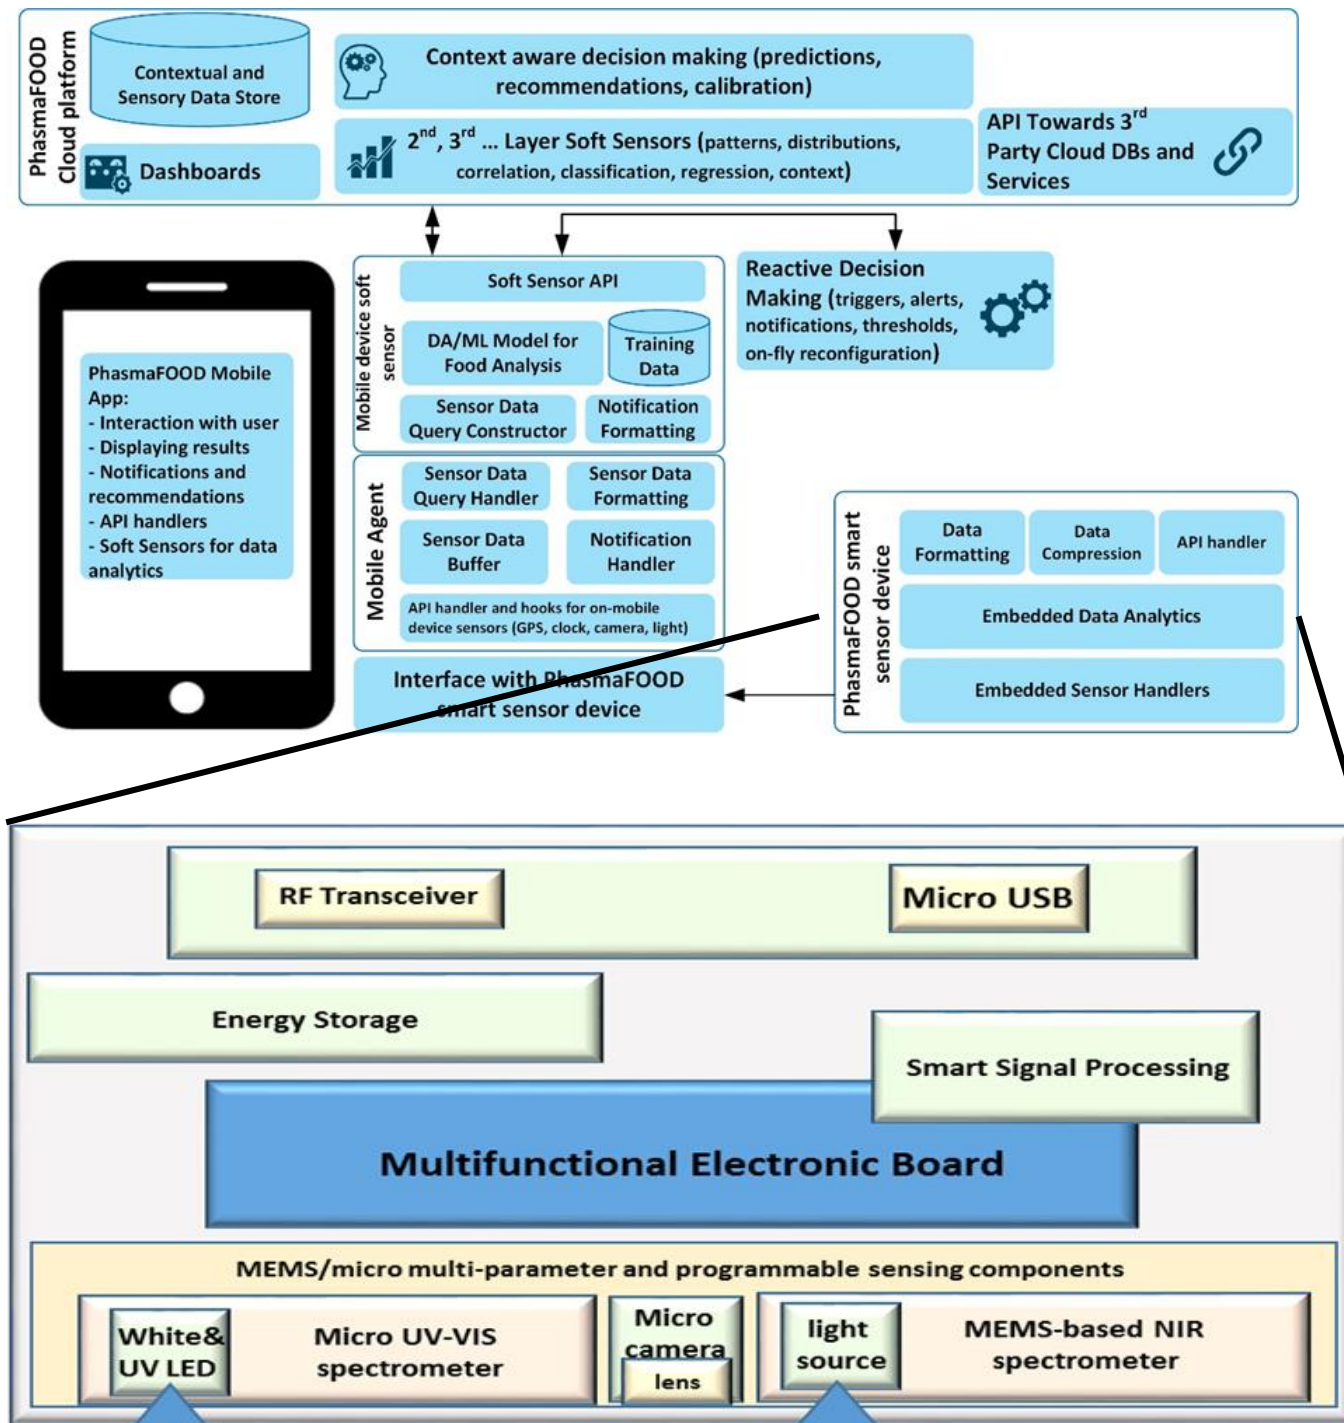 PhasmaFOOD
Cloud platform
Contextual and
Sensory Data Store
Dashboards
Context aware decision making (predictions,
recommendations, calibration)
2nd, 3rd ... Layer Soft Sensors (patterns, distributions,
correlation, classification, regression, context)
API Towards 3rd
Party Cloud DBs and
Services
PhasmaFOOD Mobile
App:
- Interaction with user
- Displaying results
- Notifications and
recommendations
- API handlers
- Soft Sensors for data
analytics
Mobile device soft
sensor
Soft Sensor API
DA/ML Model for
Food Analysis
Training
Data
Sensor Data
Query Constructor
Notification
Formatting
Reactive Decision
Making (triggers, alerts,
notifications, thresholds,
on-fly reconfiguration)
Mobile Agent
Sensor Data
Query Handler
Sensor Data
Formatting
Sensor Data
Buffer
Notification
Handler
API handler and hooks for on-mobile
device sensors (GPS, clock, camera, light)
Interface with PhasmaFOOD
smart sensor device
PhasmaFOOD smart
sensor device
Data
Formatting
Data
Compression
API handler
Embedded Data Analytics
Embedded Sensor Handlers
RF Transceiver
Micro USB
Energy Storage
Smart Signal Processing
Multifunctional Electronic Board
MEMS/micro multi-parameter and programmable sensing components
White&
UV LED
Micro UV-VIS
spectrometer
Micro
camera
lens
light
source
MEMS-based NIR
spectrometer